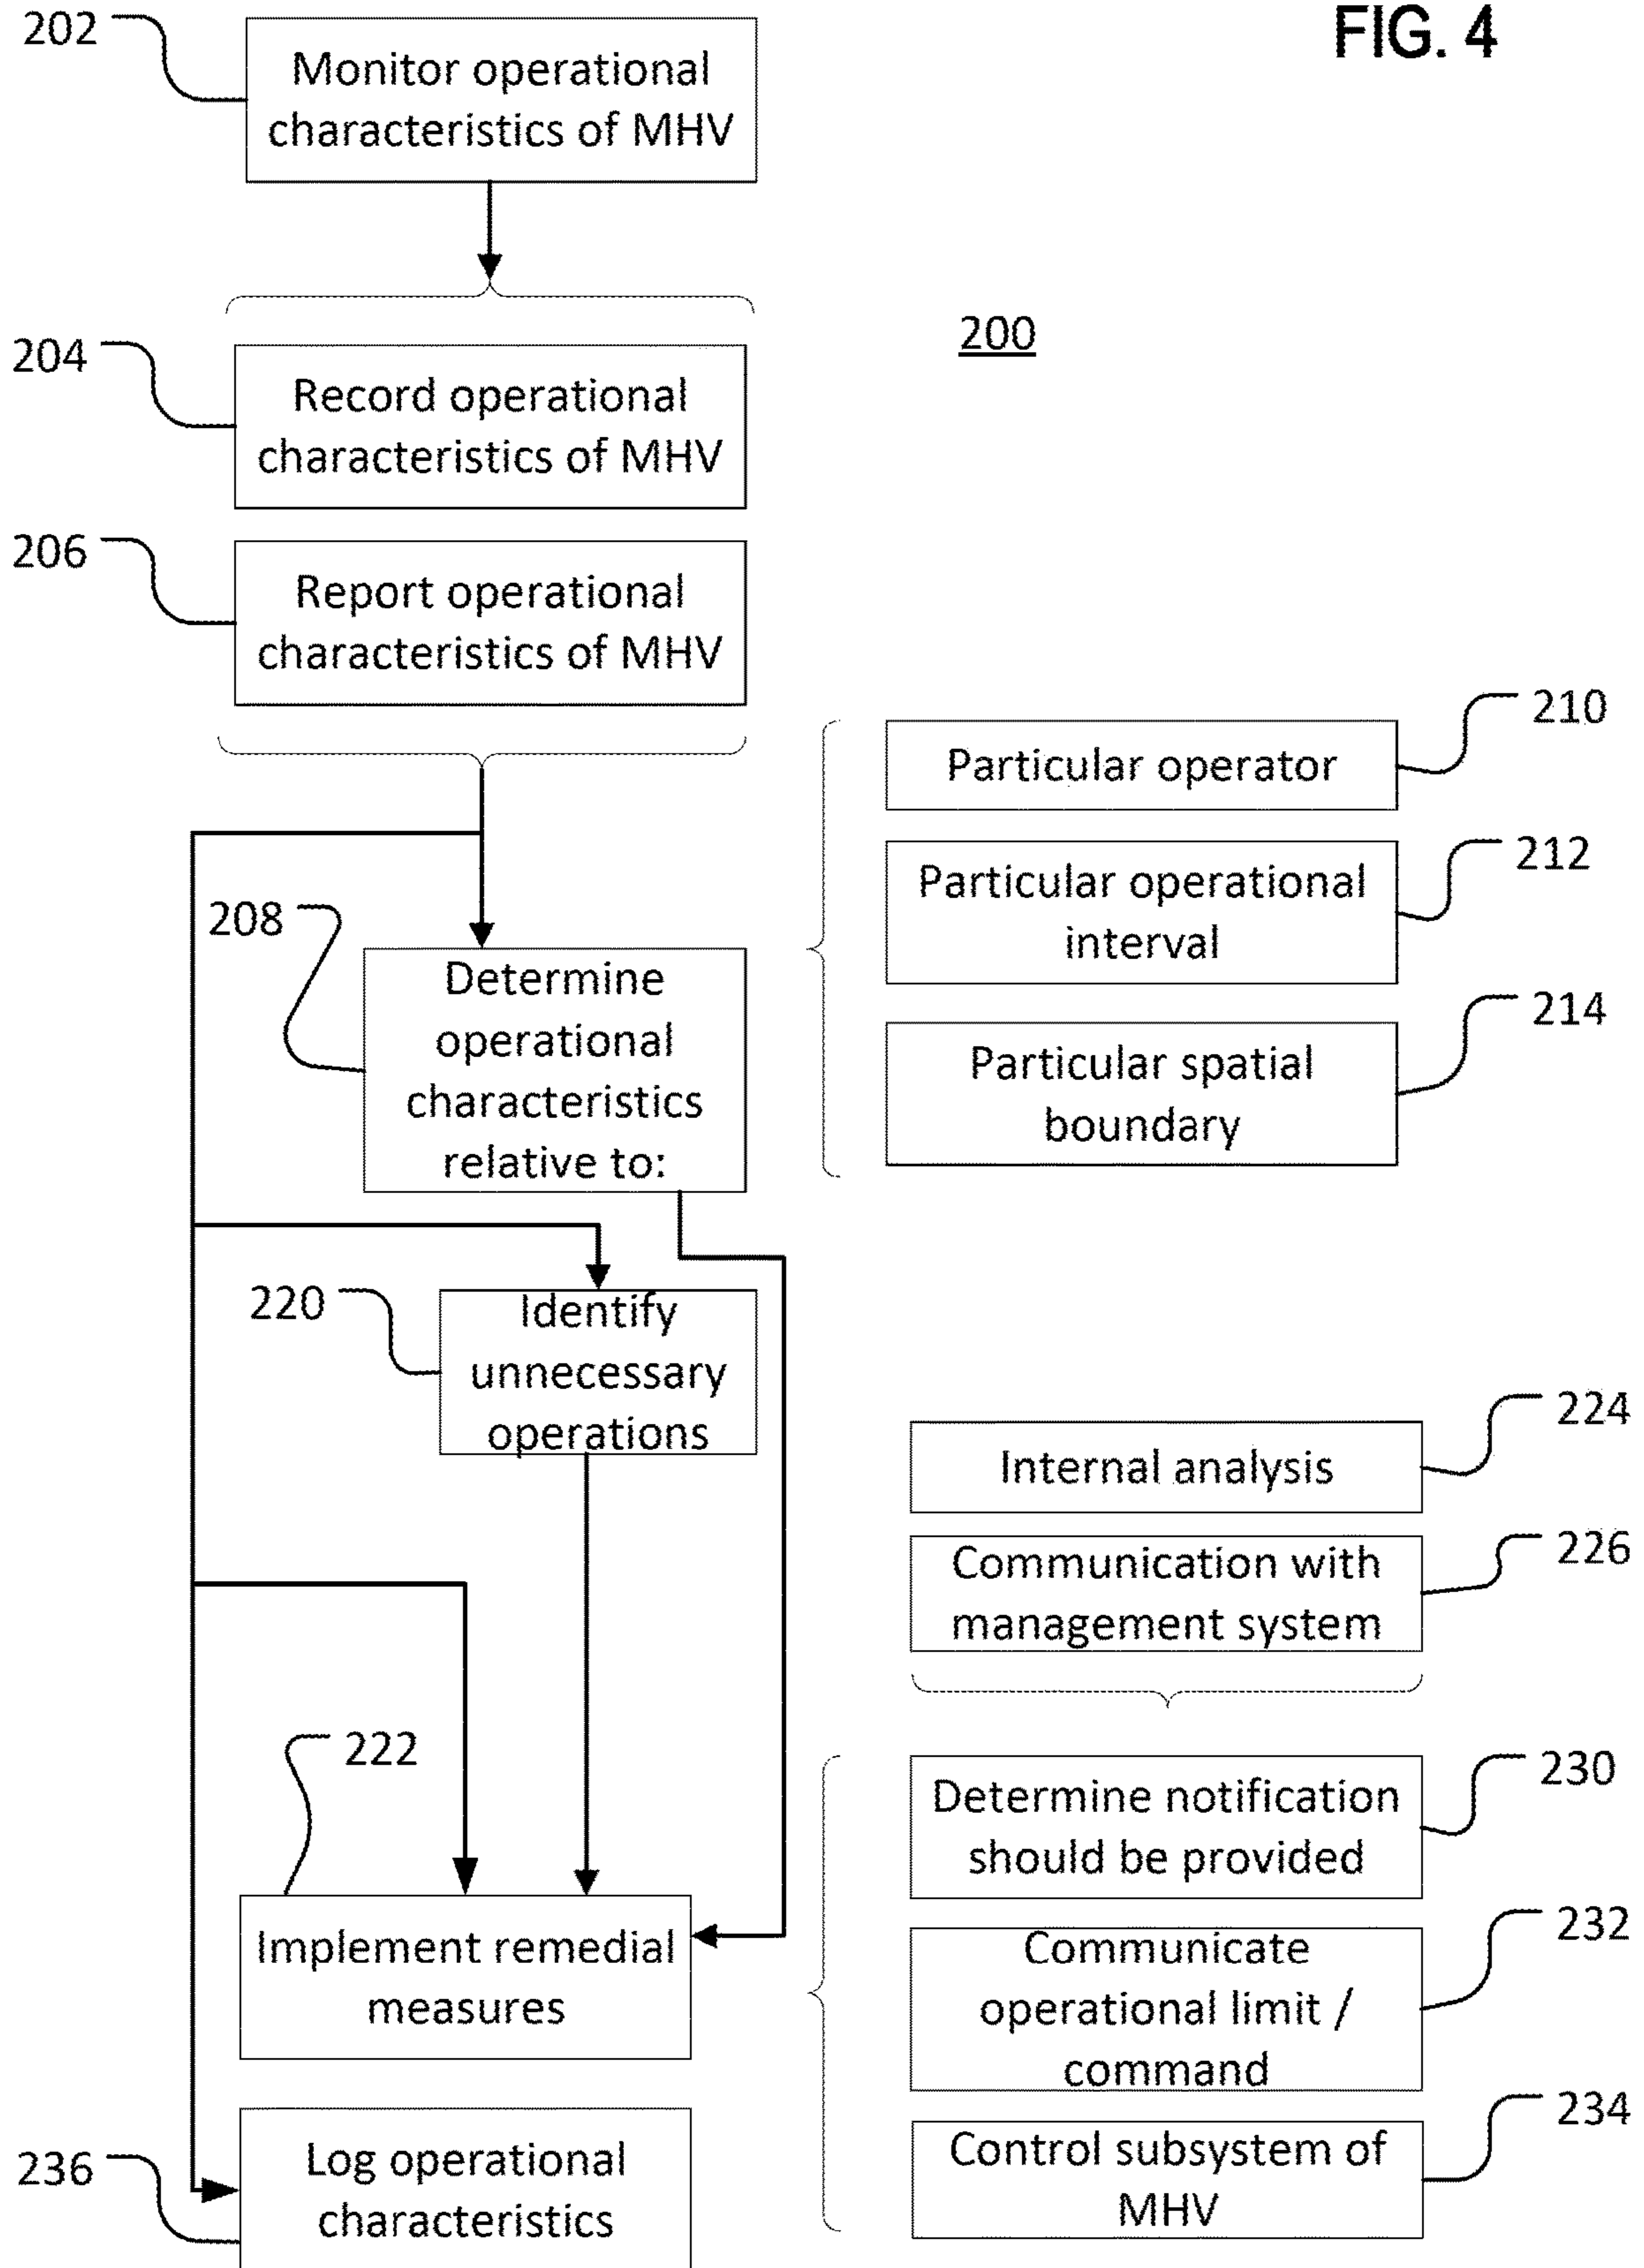 FIG. 4
202
Monitor operational
characteristics of MHV
200
204
Record operational
characteristics of MHV
206
Report operational
characteristics of MHV
210
Particular operator
212
Particular operational
interval
214
Particular spatial
boundary
208
Determine
operational
characteristics
relative to:
220
Identify
unnecessary
operations
224
Internal analysis
226
Communication with
management system
222
Implement remedial
measures
230
Determine notification
should be provided
232
Communicate
operational limit /
command
234
Control subsystem of
MHV
236
Log operational
characteristics